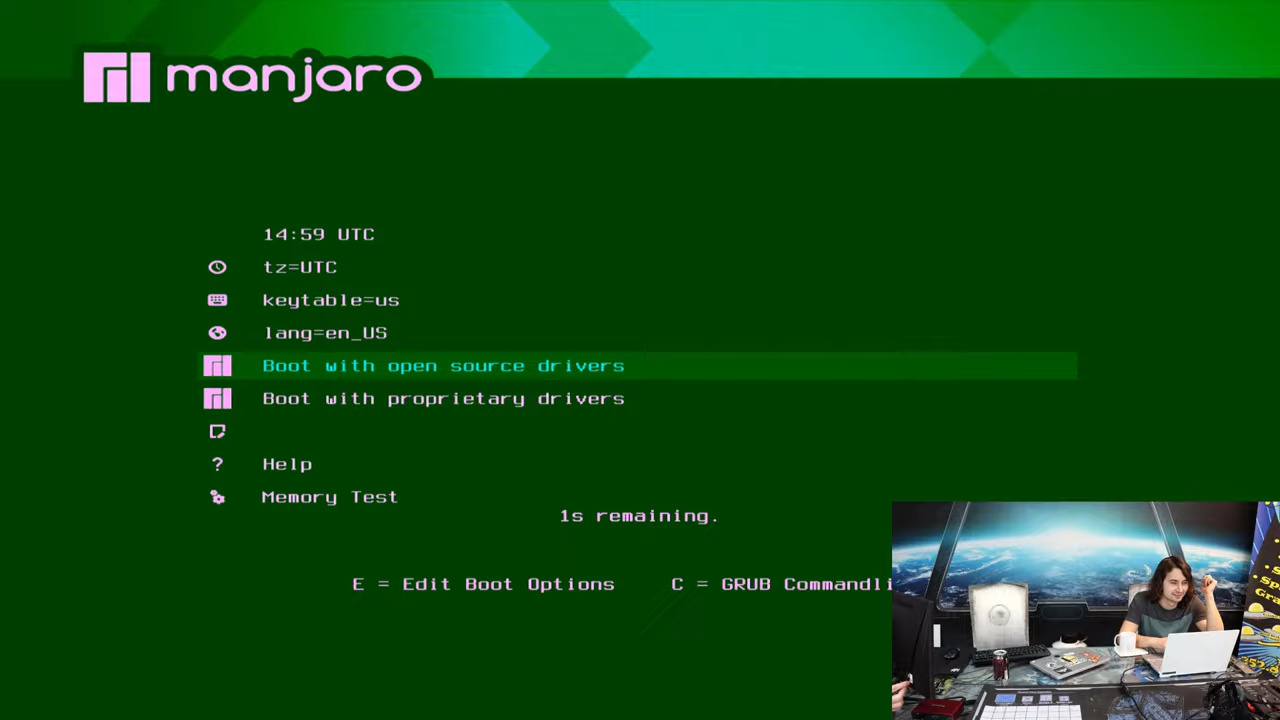 manjaro
14:59 UTC
tz=UTC
keytable=us
lang=en_US
Boot with open source drivers
Boot with proprietary drivers
? Help
Memory Test
1s remaining.
E = Edit Boot Options C = GRUB Commandli